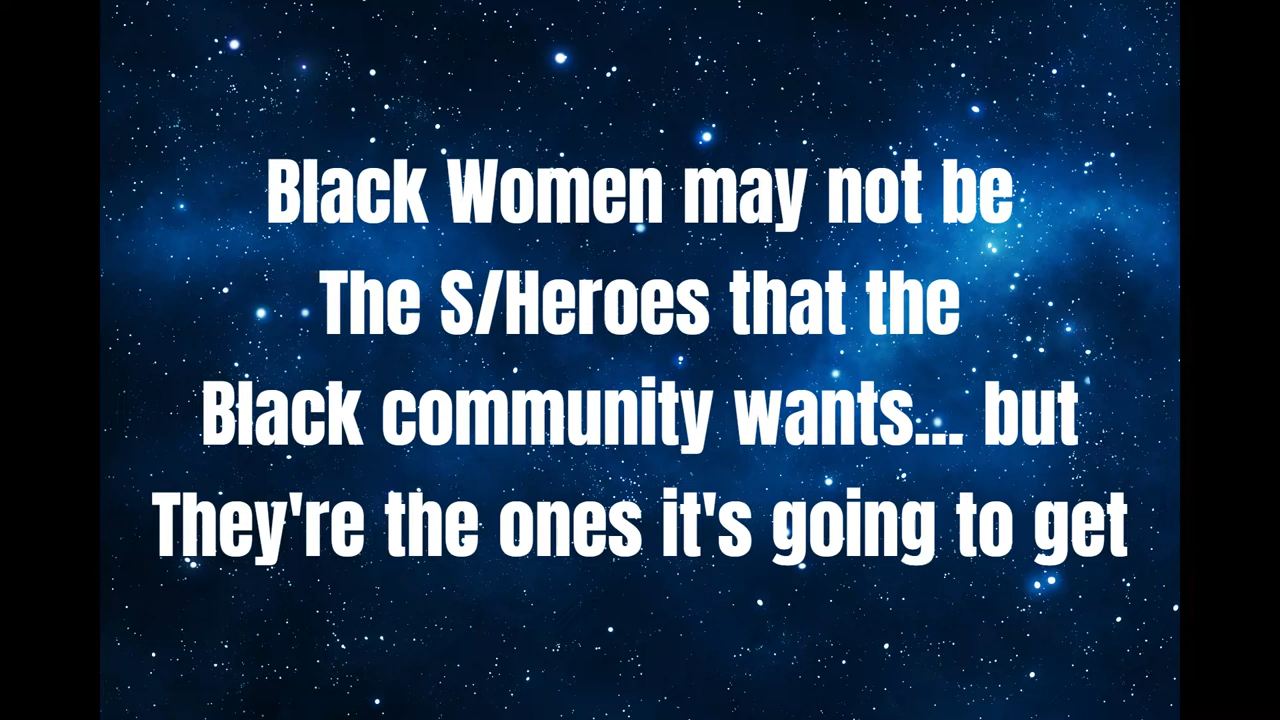 Black Women may not be
The S/Heroes that the
Black community wants... but
They're the ones it's going to get